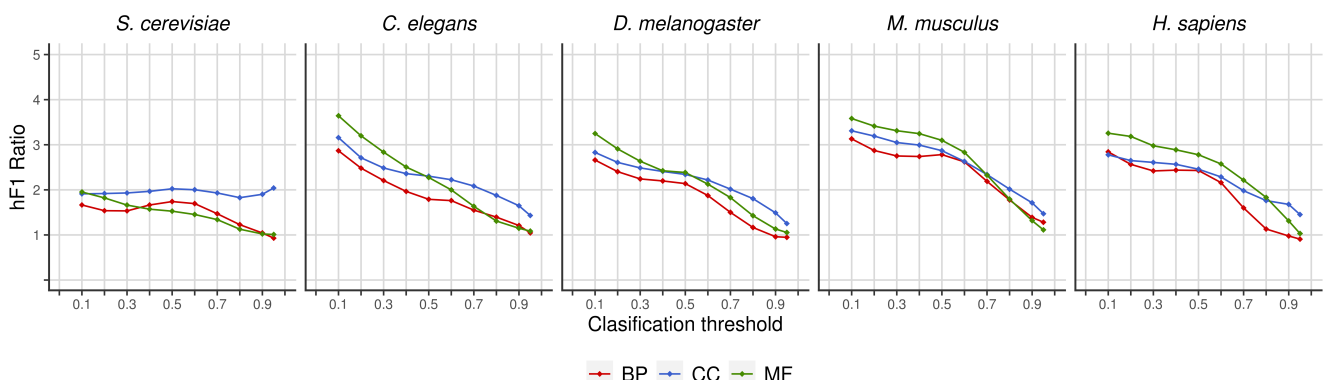 S. cerevisiae C. elegans D. melanogaster M. musculus H. sapiens
5
4
3
2
1
hF1 Ratio
0.1 0.3 0.5 0.7 0.9 0.1 0.3 0.5 0.7 0.9 0.1 0.3 0.5 0.7 0.9 0.1 0.3 0.5 0.7 0.9 0.1 0.3 0.5 0.7 0.9
Clasification threshold
BP CC MF